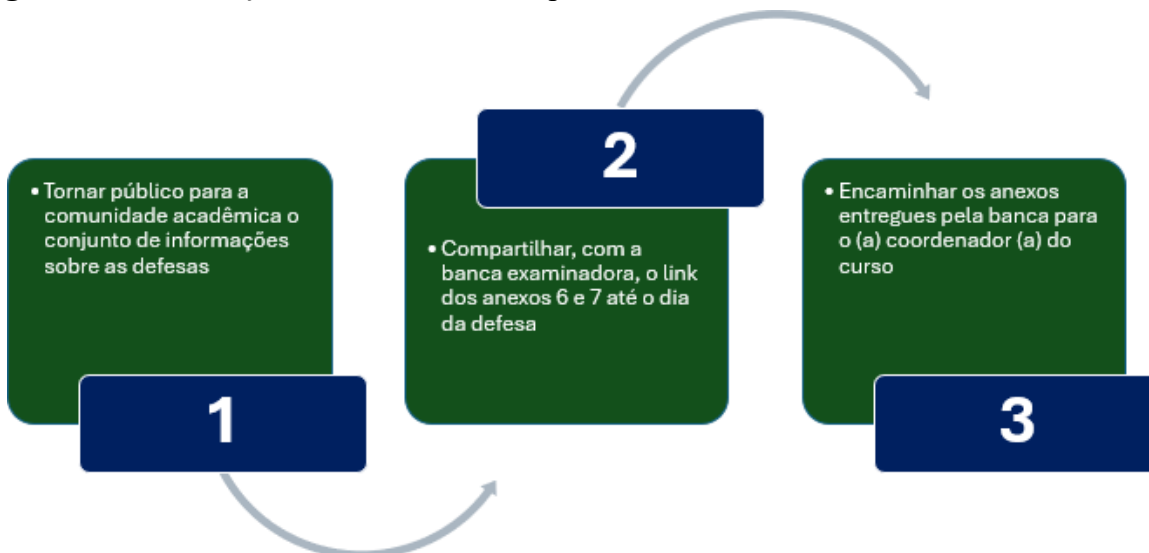 • Tornar público para a
comunidade acadêmica o
conjunto de informações
sobre as defesas
1
2
• Compartilhar, com a
banca examinadora, o link
dos anexos 6 e 7 até o dia
da defesa
• Encaminhar os anexos
entregues pela banca para
o (a) coordenador (a) do
curso
3